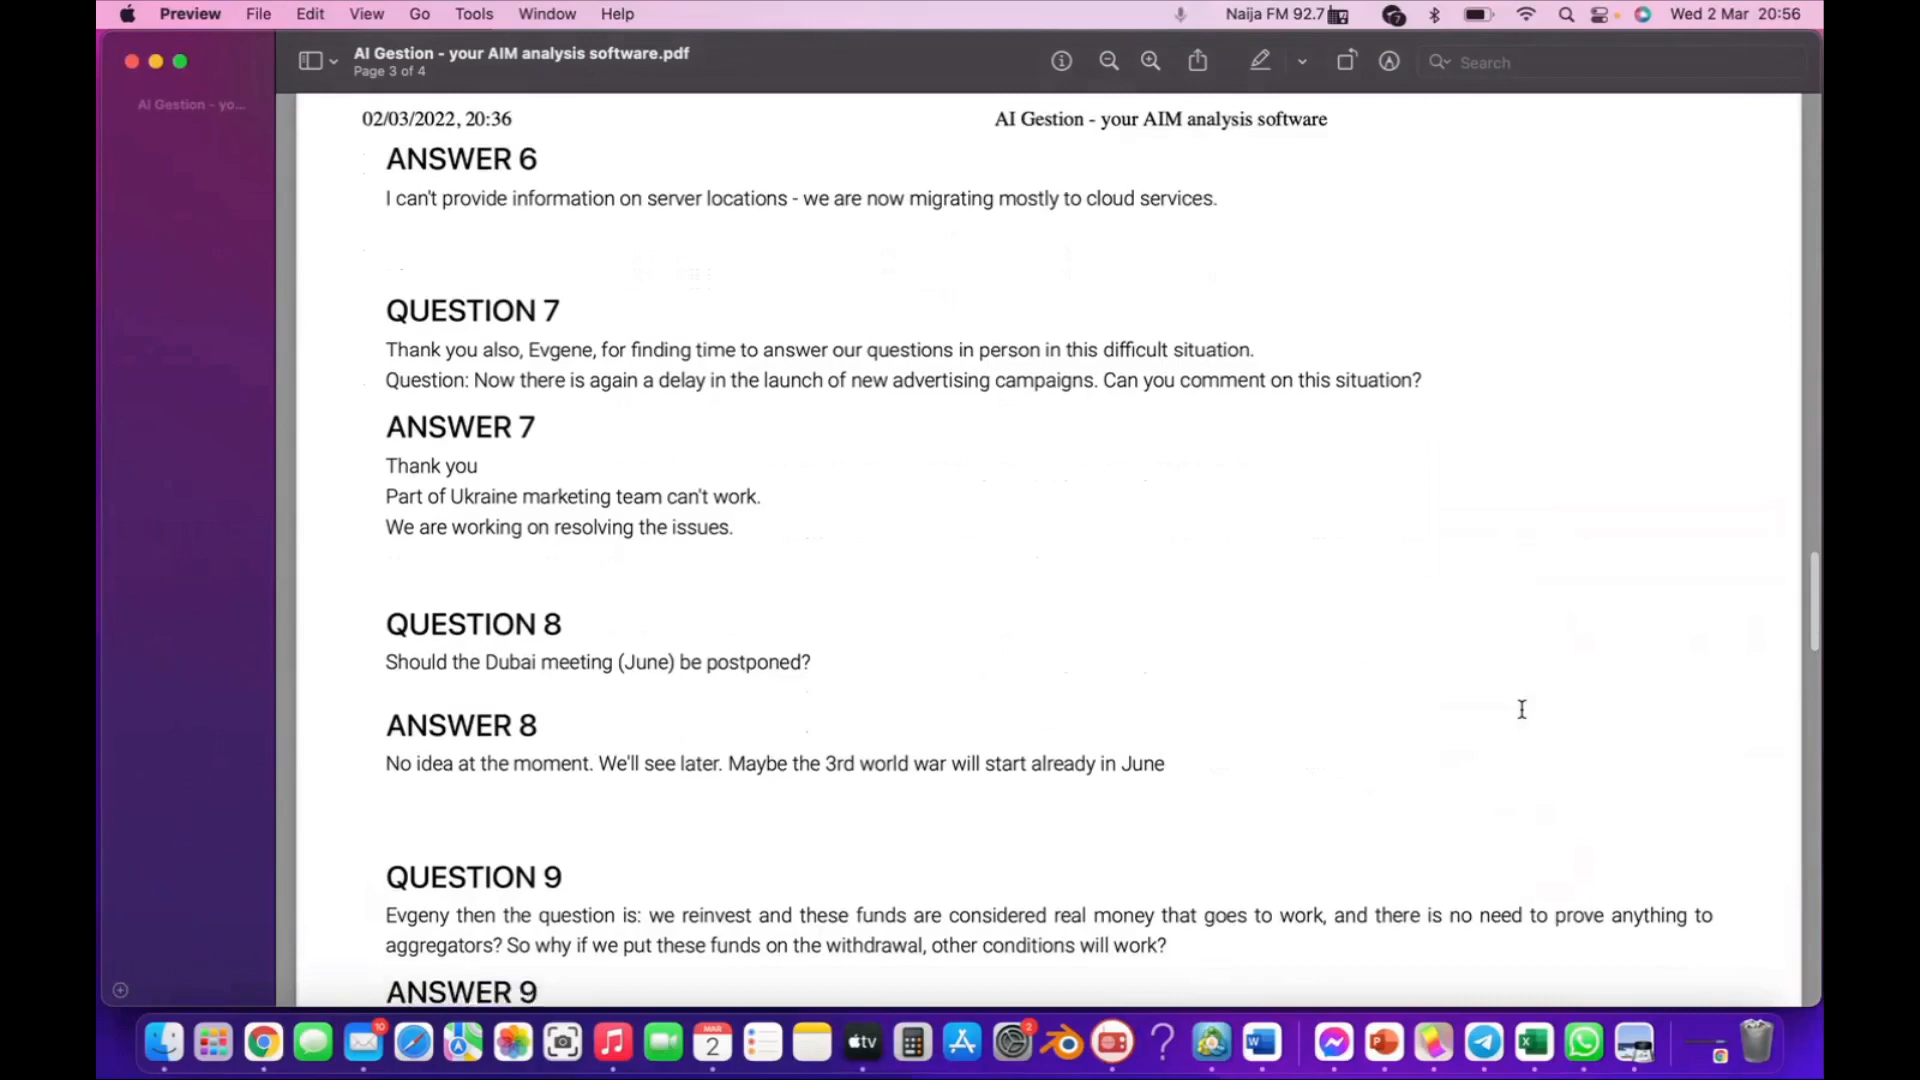 Preview File Edit View Go Tools Window Help Naija FM 92.7 Wed 2 Mar 20:56
AI Gestion - your AIM analysis software.pdf
Page 3 of 4
Search
AI Gestion - yo...
02/03/2022, 20:36 AI Gestion - your AIM analysis software
ANSWER 6
I can't provide information on server locations - we are now migrating mostly to cloud services.
QUESTION 7
Thank you also, Evgene, for finding time to answer our questions in person in this difficult situation.
Question: Now there is again a delay in the launch of new advertising campaigns. Can you comment on this situation?
ANSWER 7
Thank you
Part of Ukraine marketing team can't work.
We are working on resolving the issues.
QUESTION 8
Should the Dubai meeting (June) be postponed?
ANSWER 8
No idea at the moment. We'll see later. Maybe the 3rd world war will start already in June
QUESTION 9
Evgeny then the question is: we reinvest and these funds are considered real money that goes to work, and there is no need to prove anything to
aggregators? So why if we put these funds on the withdrawal, other conditions will work?
ANSWER 9
10
MAR
2
tv
2
W
P
X